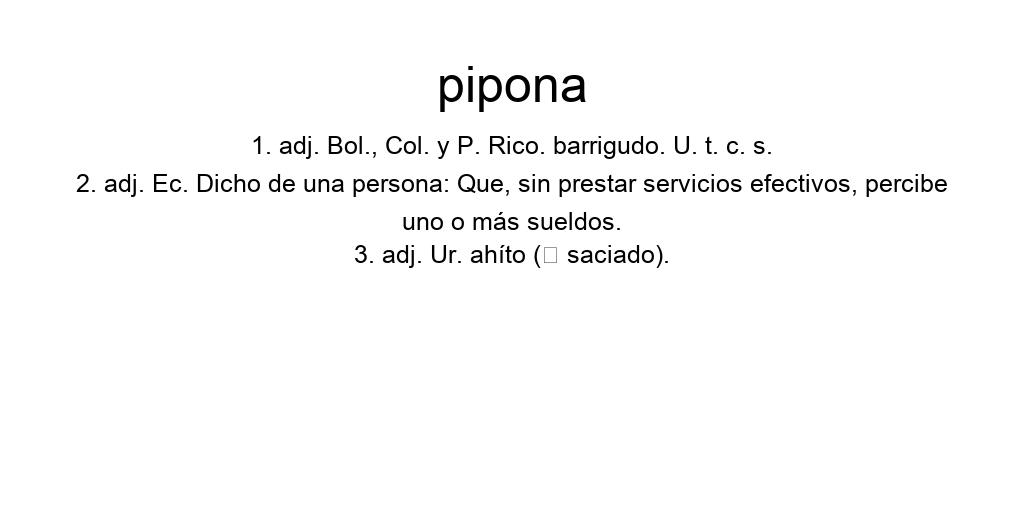 pipona
1. adj. Bol., Col. y P. Rico. barrigudo. U. t. c. s.
2. adj. Ec. Dicho de una persona: Que, sin prestar servicios efectivos, percibe
uno o más sueldos.
3. adj. Ur. ahíto (□ saciado).